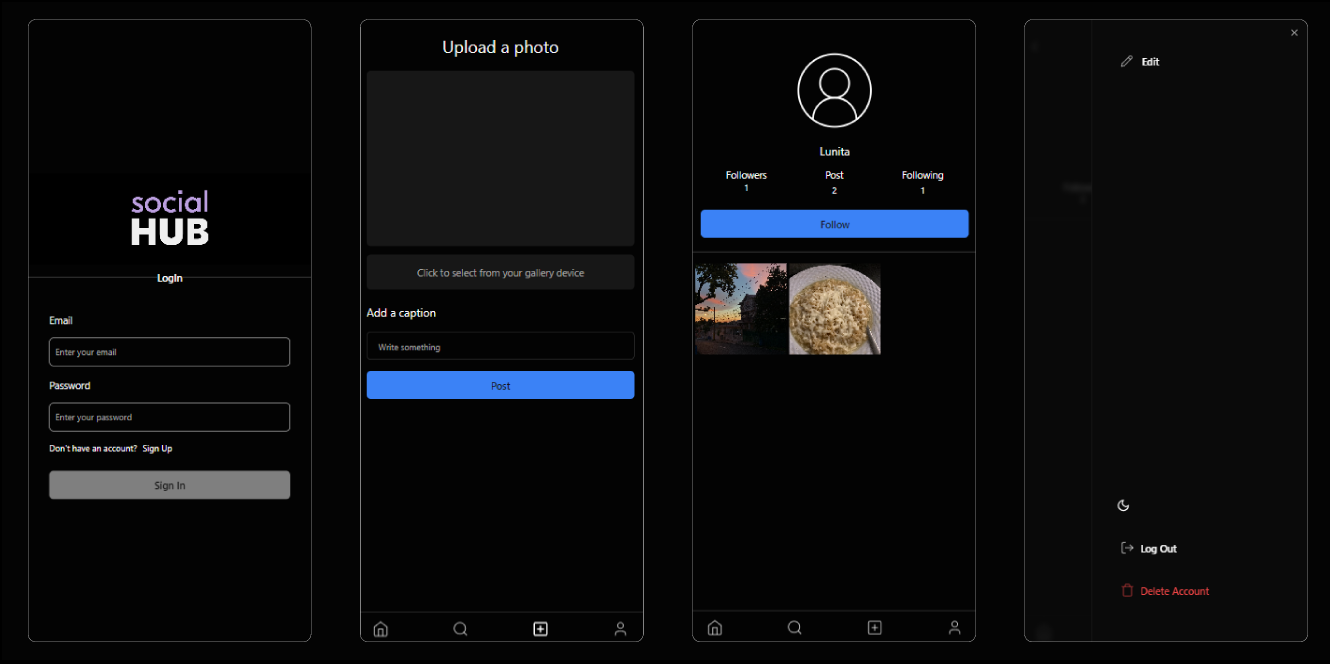 social
HUB
LogIn
Email
Enter your email
Password
Enter your password
Don't have an account? Sign Up
Sign In
Upload a photo
Click to select from your gallery device
Add a caption
Write something
Post
Lunita
Followers Post Following
1 2 1
Follow
Edit
Log Out
Delete Account